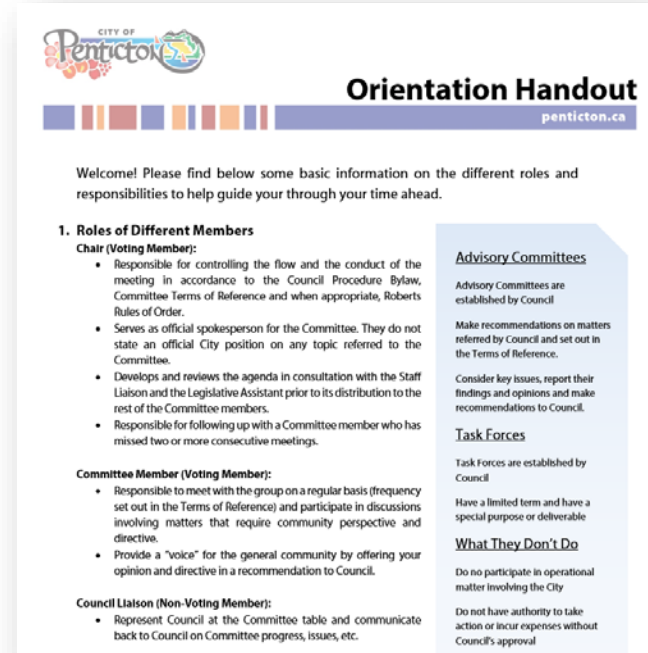 CITY OF
Penticton
Orientation Handout
penticton.ca
Welcome! Please find below some basic information on the different roles and
responsibilities to help guide your through your time ahead.
1. Roles of Different Members
Chair (Voting Member):
• Responsible for controlling the flow and the conduct of the
meeting in accordance to the Council Procedure Bylaw,
Committee Terms of Reference and when appropriate, Roberts
Rules of Order.
• Serves as official spokesperson for the Committee. They do not
state an official City position on any topic referred to the
Committee.
• Develops and reviews the agenda in consultation with the Staff
Liaison and the Legislative Assistant prior to its distribution to the
rest of the Committee members.
• Responsible for following up with a Committee member who has
missed two or more consecutive meetings.
Committee Member (Voting Member):
• Responsible to meet with the group on a regular basis (frequency
set out in the Terms of Reference) and participate in discussions
involving matters that require community perspective and
directive.
• Provide a "voice" for the general community by offering your
opinion and directive in a recommendation to Council.
Council Liaison (Non-Voting Member):
• Represent Council at the Committee table and communicate
back to Council on Committee progress, issues, etc.
Advisory Committees
Advisory Committees are
established by Council
Make recommendations on matters
referred by Council and set out in
the Terms of Reference.
Consider key issues, report their
findings and opinions and make
recommendations to Council.
Task Forces
Task Forces are established by
Council
Have a limited term and have a
special purpose or deliverable
What They Don't Do
Do no participate in operational
matter involving the City
Do not have authority to take
action or incur expenses without
Council's approval